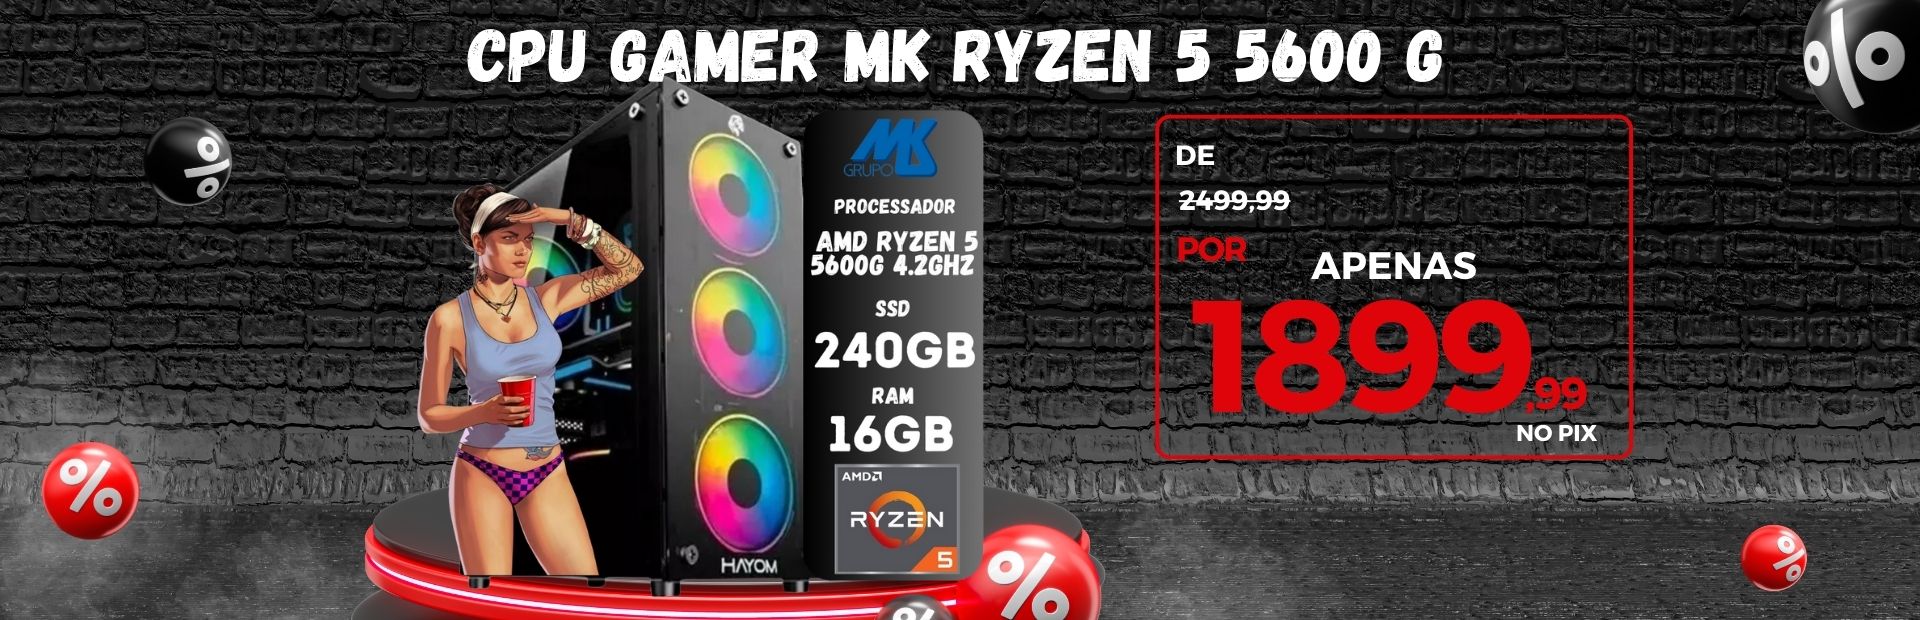 CPU GAMER MK RYZEN 5 5600 G
MK
GRUPO
PROCESSADOR
AMD RYZEN 5
5600G 4.2GHZ
SSD
240GB
RAM
16GB
AMD
RYZEN
5
HAYOM
DE
2499,99
POR
APENAS
1899,99
NO PIX
%
%
%
%
%
%